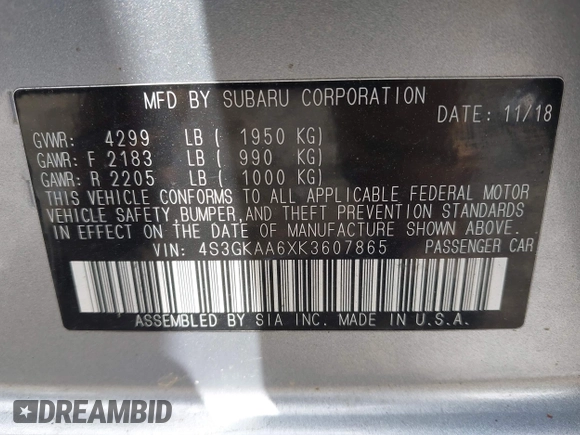 MFD BY SUBARU CORPORATION
DATE: 11/18
GVWR: 4299 LB ( 1950 KG)
GAWR: F 2183 LB ( 990 KG)
GAWR: R 2205 LB ( 1000 KG)
THIS VEHICLE CONFORMS TO ALL APPLICABLE FEDERAL MOTOR
VEHICLE SAFETY, BUMPER, AND THEFT PREVENTION STANDARDS
IN EFFECT ON THE DATE OF MANUFACTURE SHOWN ABOVE.
VIN: 4S3GKAA6XK3607865 PASSENGER CAR
ASSEMBLED BY SIA INC. MADE IN U.S.A.
DREAMBID